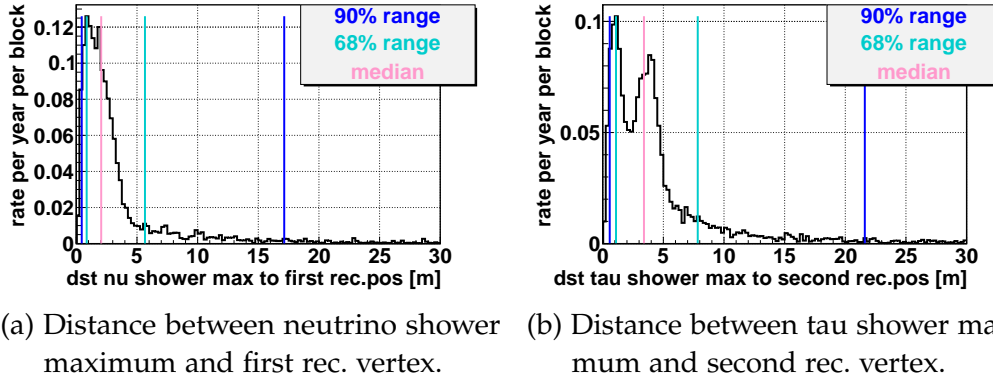 rate per year per block
0.12
0.1
0.08
0.06
0.04
0.02
0
90% range
68% range
median
0 5 10 15 20 25 30
dst nu shower max to first rec.pos [m]
(a) Distance between neutrino shower
maximum and first rec. vertex.
rate per year per block
0.1
0.05
0
90% range
68% range
median
0 5 10 15 20 25 30
dst tau shower max to second rec.pos [m]
(b) Distance between tau shower ma
mum and second rec. vertex.